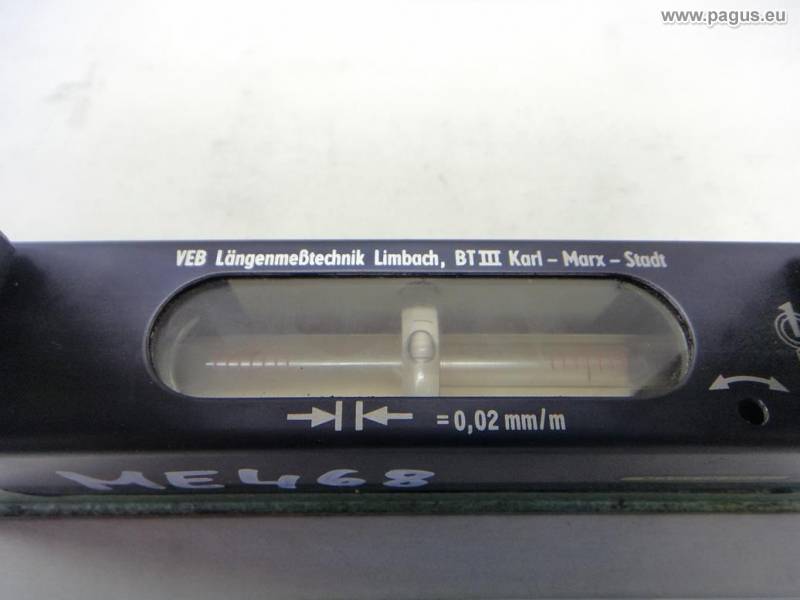 www.pagus.eu
VEB Längenmeßtechnik Limbach, BT III Karl - Marx - Stadt
= 0,02 mm/m
ME468